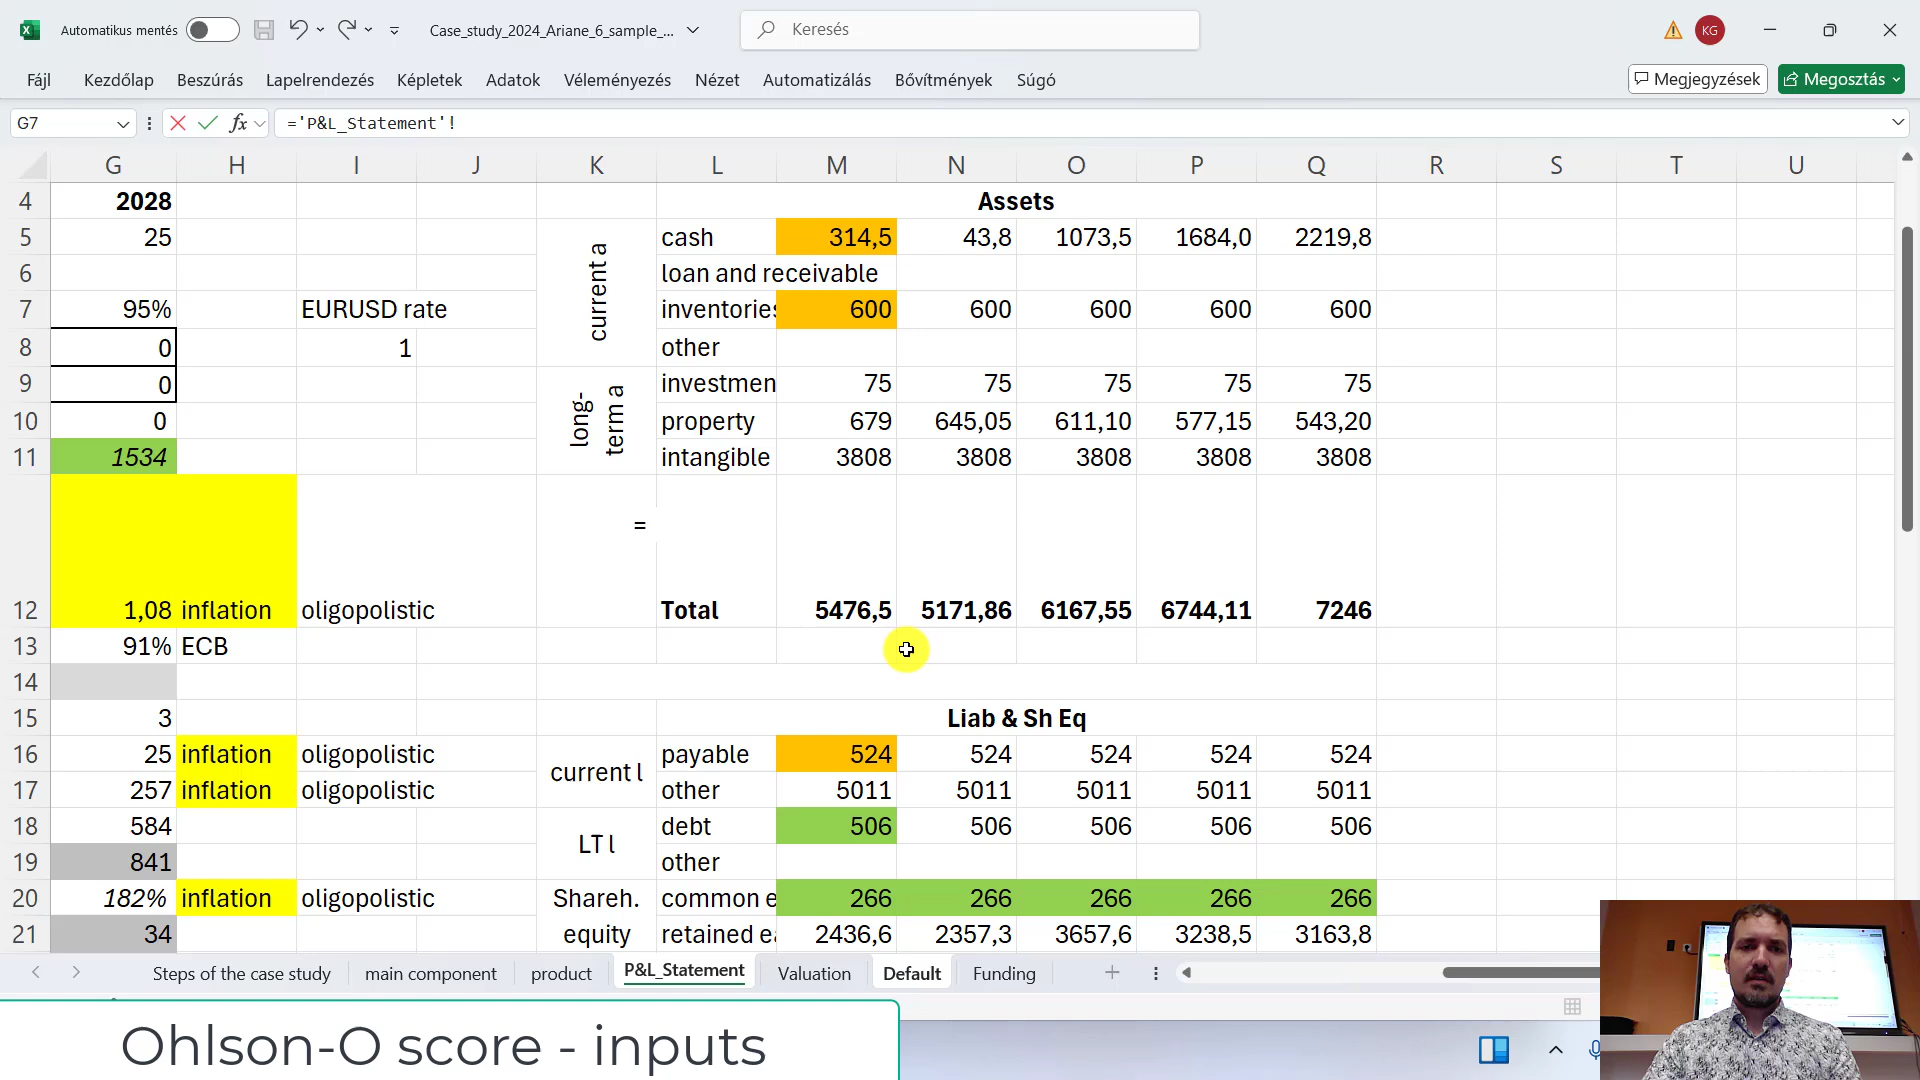 Automatikus mentés
Case_study_2024_Ariane_6_sample_...
Keresés
KG
Fájl Kezdőlap Beszúrás Lapelrendezés Képletek Adatok Véleményezés Nézet Automatizálás Bővítmények Súgó
Megjegyzések Megosztás
G7 fx ='P&L_Statement'!
G H I J K L M N O P Q R S T U
4 2028 Assets
5 25 current a cash 314,5 43,8 1073,5 1684,0 2219,8
6 loan and receivable
7 95% EURUSD rate inventories 600 600 600 600 600
8 0 1 other
9 0 long-term a investmen 75 75 75 75 75
10 0 property 679 645,05 611,10 577,15 543,20
11 1534 intangible 3808 3808 3808 3808 3808
=
12 1,08 inflation oligopolistic Total 5476,5 5171,86 6167,55 6744,11 7246
13 91% ECB
14
15 3 Liab & Sh Eq
16 25 inflation oligopolistic current l payable 524 524 524 524 524
17 257 inflation oligopolistic other 5011 5011 5011 5011 5011
18 584 LT l debt 506 506 506 506 506
19 841 other
20 182% inflation oligopolistic Shareh. common e 266 266 266 266 266
21 34 equity retained ea 2436,6 2357,3 3657,6 3238,5 3163,8
Steps of the case study main component product P&L_Statement Valuation Default Funding
Ohlson-O score - inputs